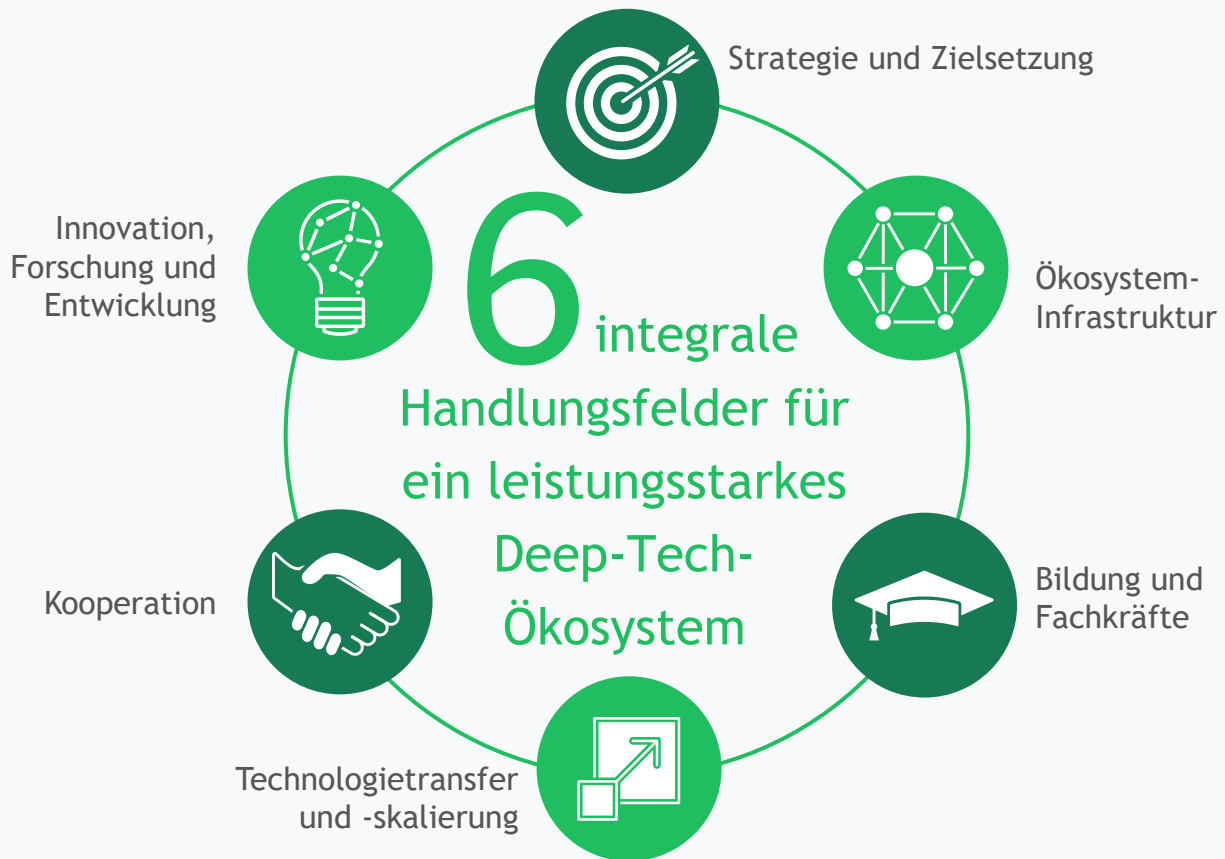 Strategie und Zielsetzung
Ökosystem-
Infrastruktur
Bildung und
Fachkräfte
Technologietransfer
und -skalierung
Kooperation
Innovation,
Forschung und
Entwicklung
6 integrale
Handlungsfelder für
ein leistungsstarkes
Deep-Tech-
Ökosystem